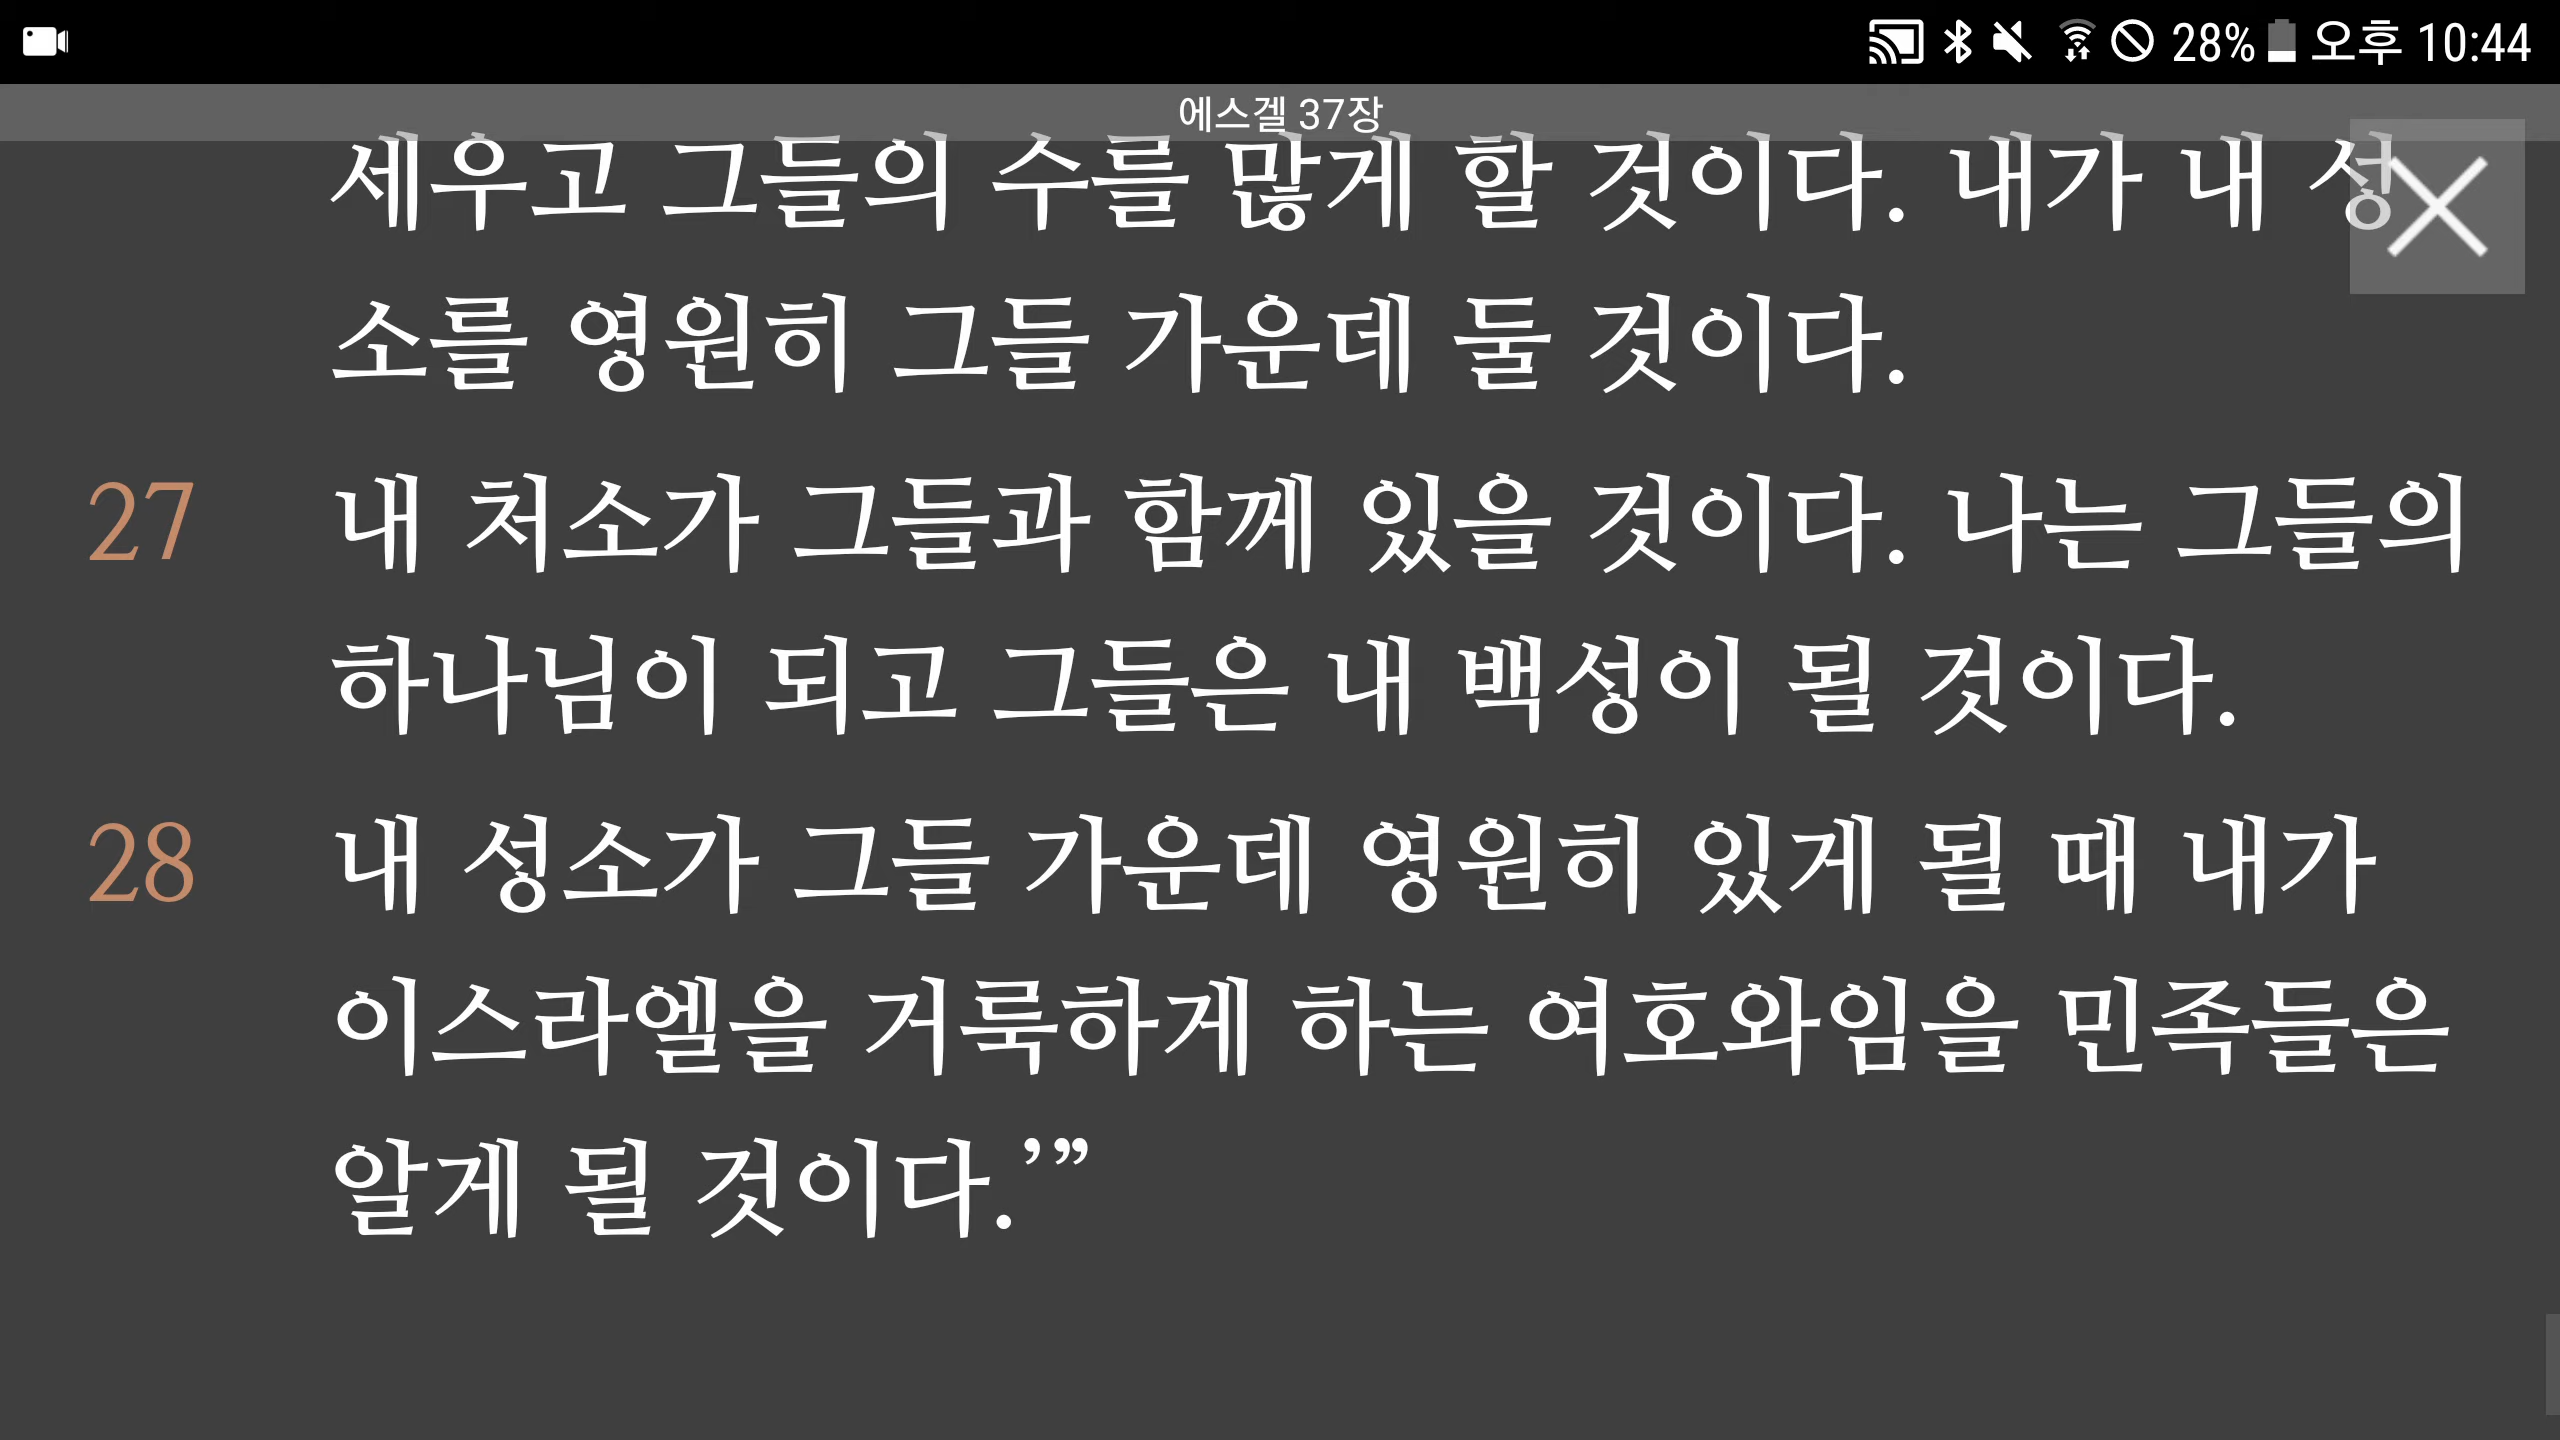 28% 오후 10:44
에스겔 37장
세우고 그들의 수를 많게 할 것이다. 내가 내 성
소를 영원히 그들 가운데 둘 것이다.
27 내 처소가 그들과 함께 있을 것이다. 나는 그들의
하나님이 되고 그들은 내 백성이 될 것이다.
28 내 성소가 그들 가운데 영원히 있게 될 때 내가
이스라엘을 거룩하게 하는 여호와임을 민족들은
알게 될 것이다.’”